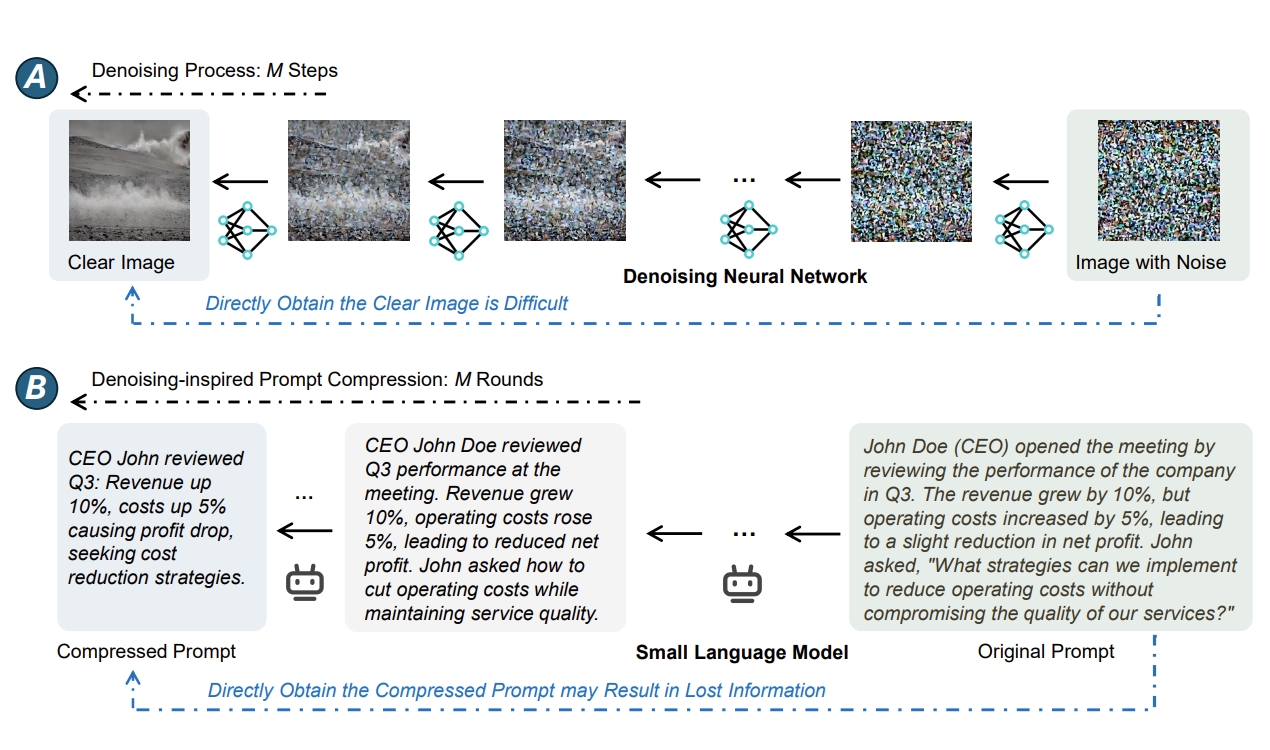 A
Denoising Process: M Steps
...
Clear Image
Denoising Neural Network
Image with Noise
Directly Obtain the Clear Image is Difficult
B
Denoising-inspired Prompt Compression: M Rounds
CEO John reviewed
Q3: Revenue up
10%, costs up 5%
causing profit drop,
seeking cost
reduction strategies.
...
CEO John Doe reviewed
Q3 performance at the
meeting. Revenue grew
10%, operating costs rose
5%, leading to reduced net
profit. John asked how to
cut operating costs while
maintaining service quality.
...
John Doe (CEO) opened the meeting by
reviewing the performance of the company
in Q3. The revenue grew by 10%, but
operating costs increased by 5%, leading
to a slight reduction in net profit. John
asked, "What strategies can we implement
to reduce operating costs without
compromising the quality of our services?"
Compressed Prompt
Small Language Model
Original Prompt
Directly Obtain the Compressed Prompt may Result in Lost Information